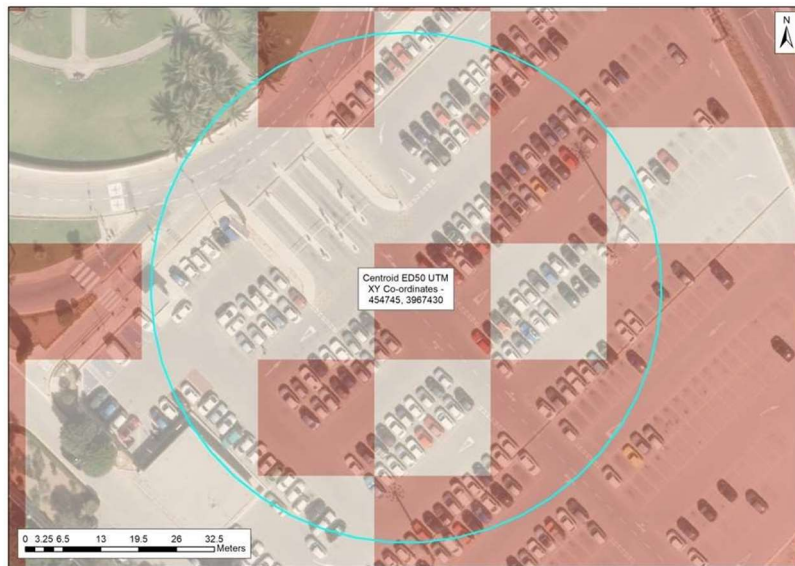 N
Centroid ED50 UTM
XY Co-ordinates -
454745, 3967430
0 3.25 6.5 13 19.5 26 32.5
Meters